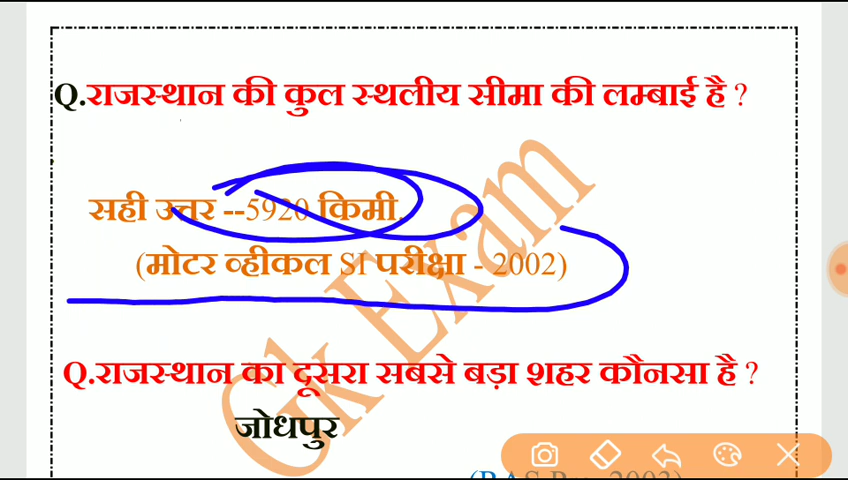 Q.राजस्थान की कुल स्थलीय सीमा की लम्बाई है ?
सही उत्तर --5920 किमी.
(मोटर व्हीकल SI परीक्षा - 2002)
Q.राजस्थान का दूसरा सबसे बड़ा शहर कौनसा है ?
जोधपुर
Gk Exam